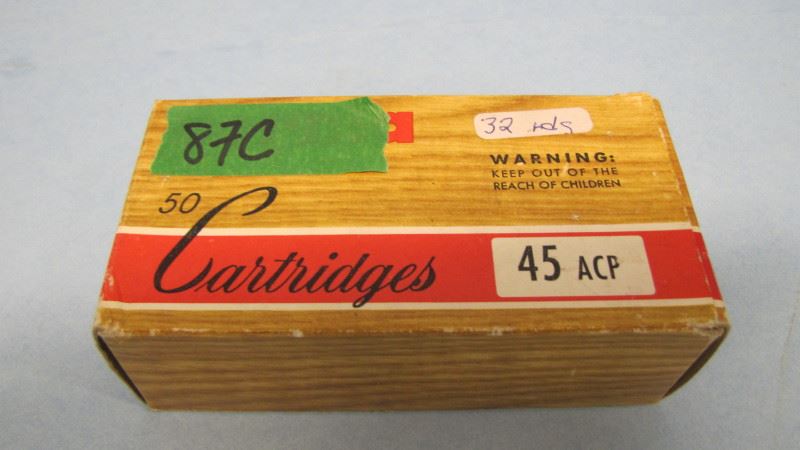 87C
32 rds
WARNING:
KEEP OUT OF THE
REACH OF CHILDREN
50
Cartridges
45 ACP